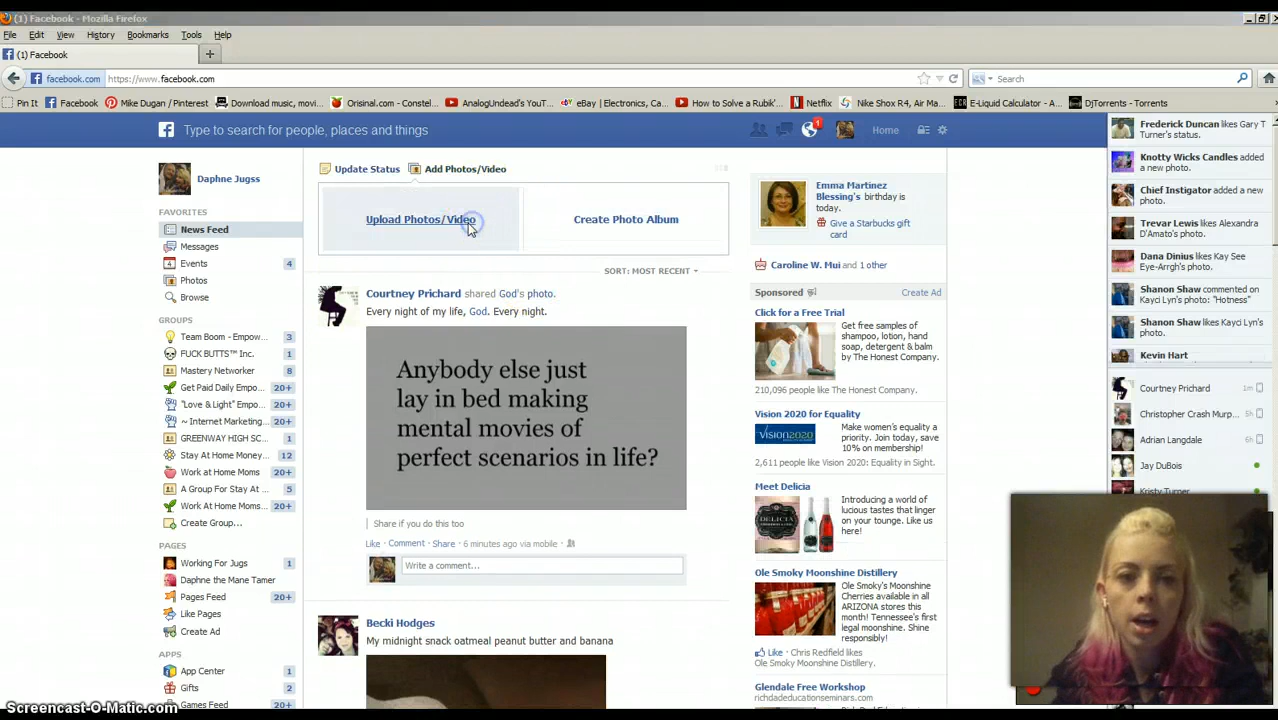 (1) Facebook - Mozilla Firefox
File Edit View History Bookmarks Tools Help
(1) Facebook
facebook.com https://www.facebook.com
Search
Pin It Facebook Mike Dugan / Pinterest Download music, movi... Orisinal.com - Constel... AnalogUndead's YouT... eBay | Electronics, Ca... How to Solve a Rubik'... Netflix Nike Shox R4, Air Ma... E-Liquid Calculator - A... DjTorrents - Torrents
Type to search for people, places and things
1
Home
Daphne Jugss
FAVORITES
News Feed
Messages
Events 4
Photos
Browse
GROUPS
Team Boom - Empow... 3
FUCK BUTTS™ Inc. 1
Mastery Networker 8
Get Paid Daily Empo... 20+
"Love & Light" Empo... 20+
~ Internet Marketing... 20+
GREENWAY HIGH SC... 1
Stay At Home Money... 12
Work at Home Moms 20+
A Group For Stay At ... 5
Work At Home Moms... 20+
Create Group...
PAGES
Working For Jugs 1
Daphne the Mane Tamer
Pages Feed 20+
Like Pages
Create Ad
APPS
App Center 1
Gifts 2
Games Feed 20+
Update Status Add Photos/Video
Upload Photos/Video
Create Photo Album
SORT: MOST RECENT
Courtney Prichard shared God's photo.
Every night of my life, God. Every night.
Anybody else just
lay in bed making
mental movies of
perfect scenarios in life?
Share if you do this too
Like · Comment · Share · 6 minutes ago via mobile ·
Write a comment...
Becki Hodges
My midnight snack oatmeal peanut butter and banana
Emma Martinez
Blessing's birthday is
today.
Give a Starbucks gift
card
Caroline W. Mui and 1 other
Sponsored Create Ad
Click for a Free Trial
Get free samples of
shampoo, lotion, hand
soap, detergent & balm
by The Honest Company.
210,096 people like The Honest Company.
Vision 2020 for Equality
VISION2020
Make women's equality a
priority. Join today, save
10% on membership!
2,611 people like Vision 2020: Equality in Sight.
Meet Delicia
DELICIA
Introducing a world of
lucious tastes that linger
on your tounge. Like us
here!
Ole Smoky Moonshine Distillery
Ole Smoky Moonshine's
Moonshine Cherries
Cherries available in all
ARIZONA stores this
month! Tennessee's first
legal moonshine. Shine
responsibly!
Like · Chris Redfield likes
Ole Smoky Moonshine Distillery.
Glendale Free Workshop
richdadeducationseminars.com
Frederick Duncan likes Gary T
Turner's status.
Knotty Wicks Candles added
a new photo.
Chief Instigator added a new
photo.
Trevar Lewis likes Alexandra
D'Amato's photo.
Dana Dinius likes Kay See
Eye-Arrgh's photo.
Shanon Shaw commented on
Kayci Lyn's photo: "Hotness"
Shanon Shaw likes Kayci Lyn's
photo.
Kevin Hart
Courtney Prichard 1m
Christopher Crash Murp... 5h
Adrian Langdale 6h
Jay DuBois
Kristy Turner
Screencast-O-Matic.com